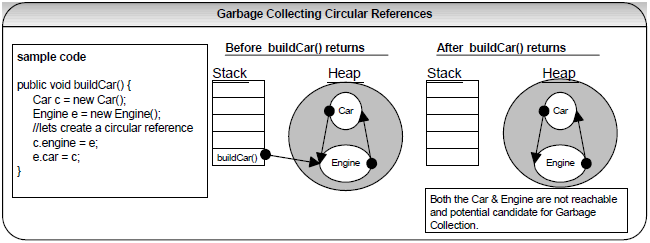 Garbage Collecting Circular References
sample code
public void buildCar() {
Car c = new Car();
Engine e = new Engine();
//lets create a circular reference
c.engine = e;
e.car = c;
}
Before buildCar() returns
Stack
Heap
Car
buildCar()
Engine
After buildCar() returns
Stack
Heap
Car
Engine
Both the Car & Engine are not reachable
and potential candidate for Garbage
Collection.